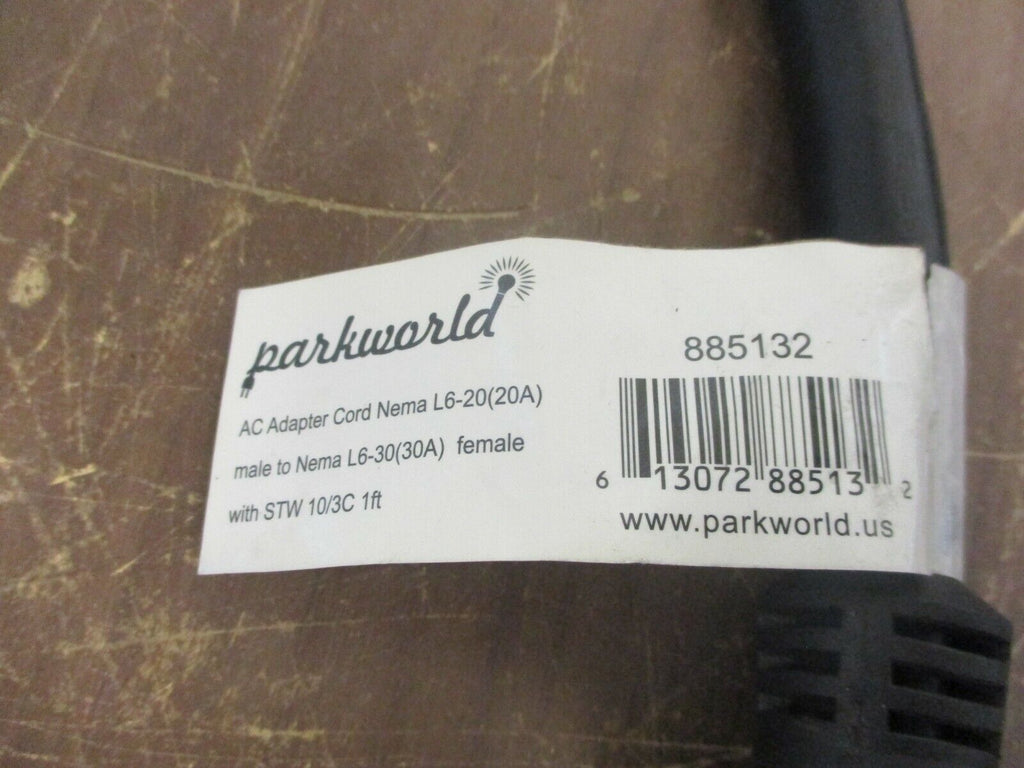 parkworld
AC Adapter Cord Nema L6-20(20A)
male to Nema L6-30(30A) female
with STW 10/3C 1ft
885132
6 13072 88513 2
www.parkworld.us